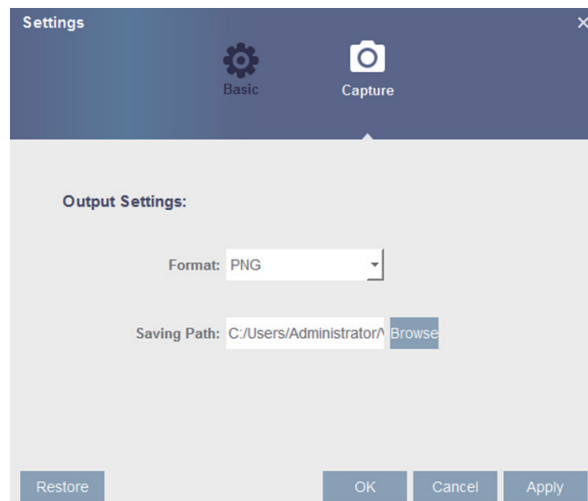 Settings
Basic
Capture
Output Settings:
Format: PNG
Saving Path: C:/Users/Administrator/ Browse
Restore OK Cancel Apply